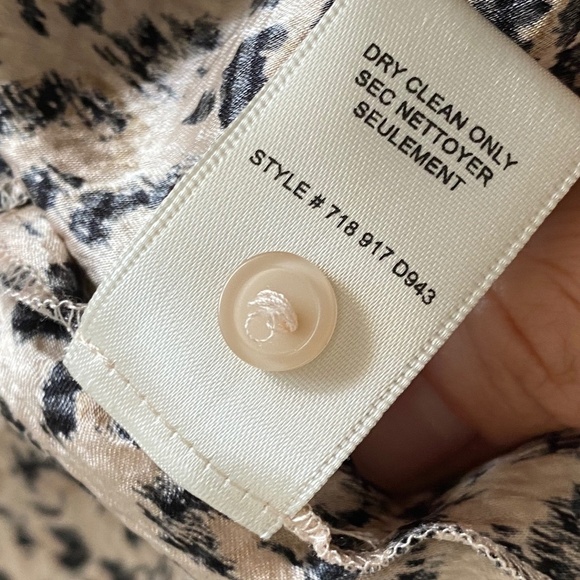 DRY CLEAN ONLY
SEC NETTOYER
SEULEMENT
STYLE # 718 917 D943